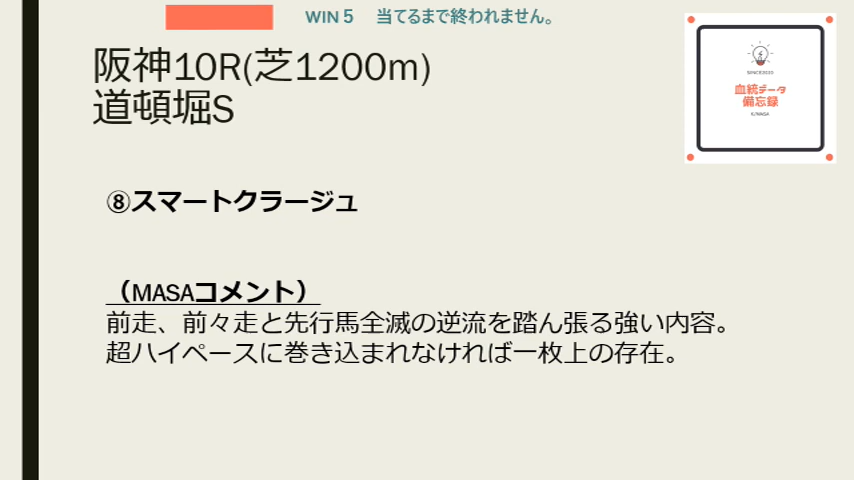 WIN５　当てるまで終われません。
阪神10R(芝1200m)
道頓堀S
SINCE2020
血統データ
備忘録
⑧スマートクラージュ
（MASAコメント）
前走、前々走と先行馬全滅の逆流を踏ん張る強い内容。
超ハイペースに巻き込まれなければ一枚上の存在。